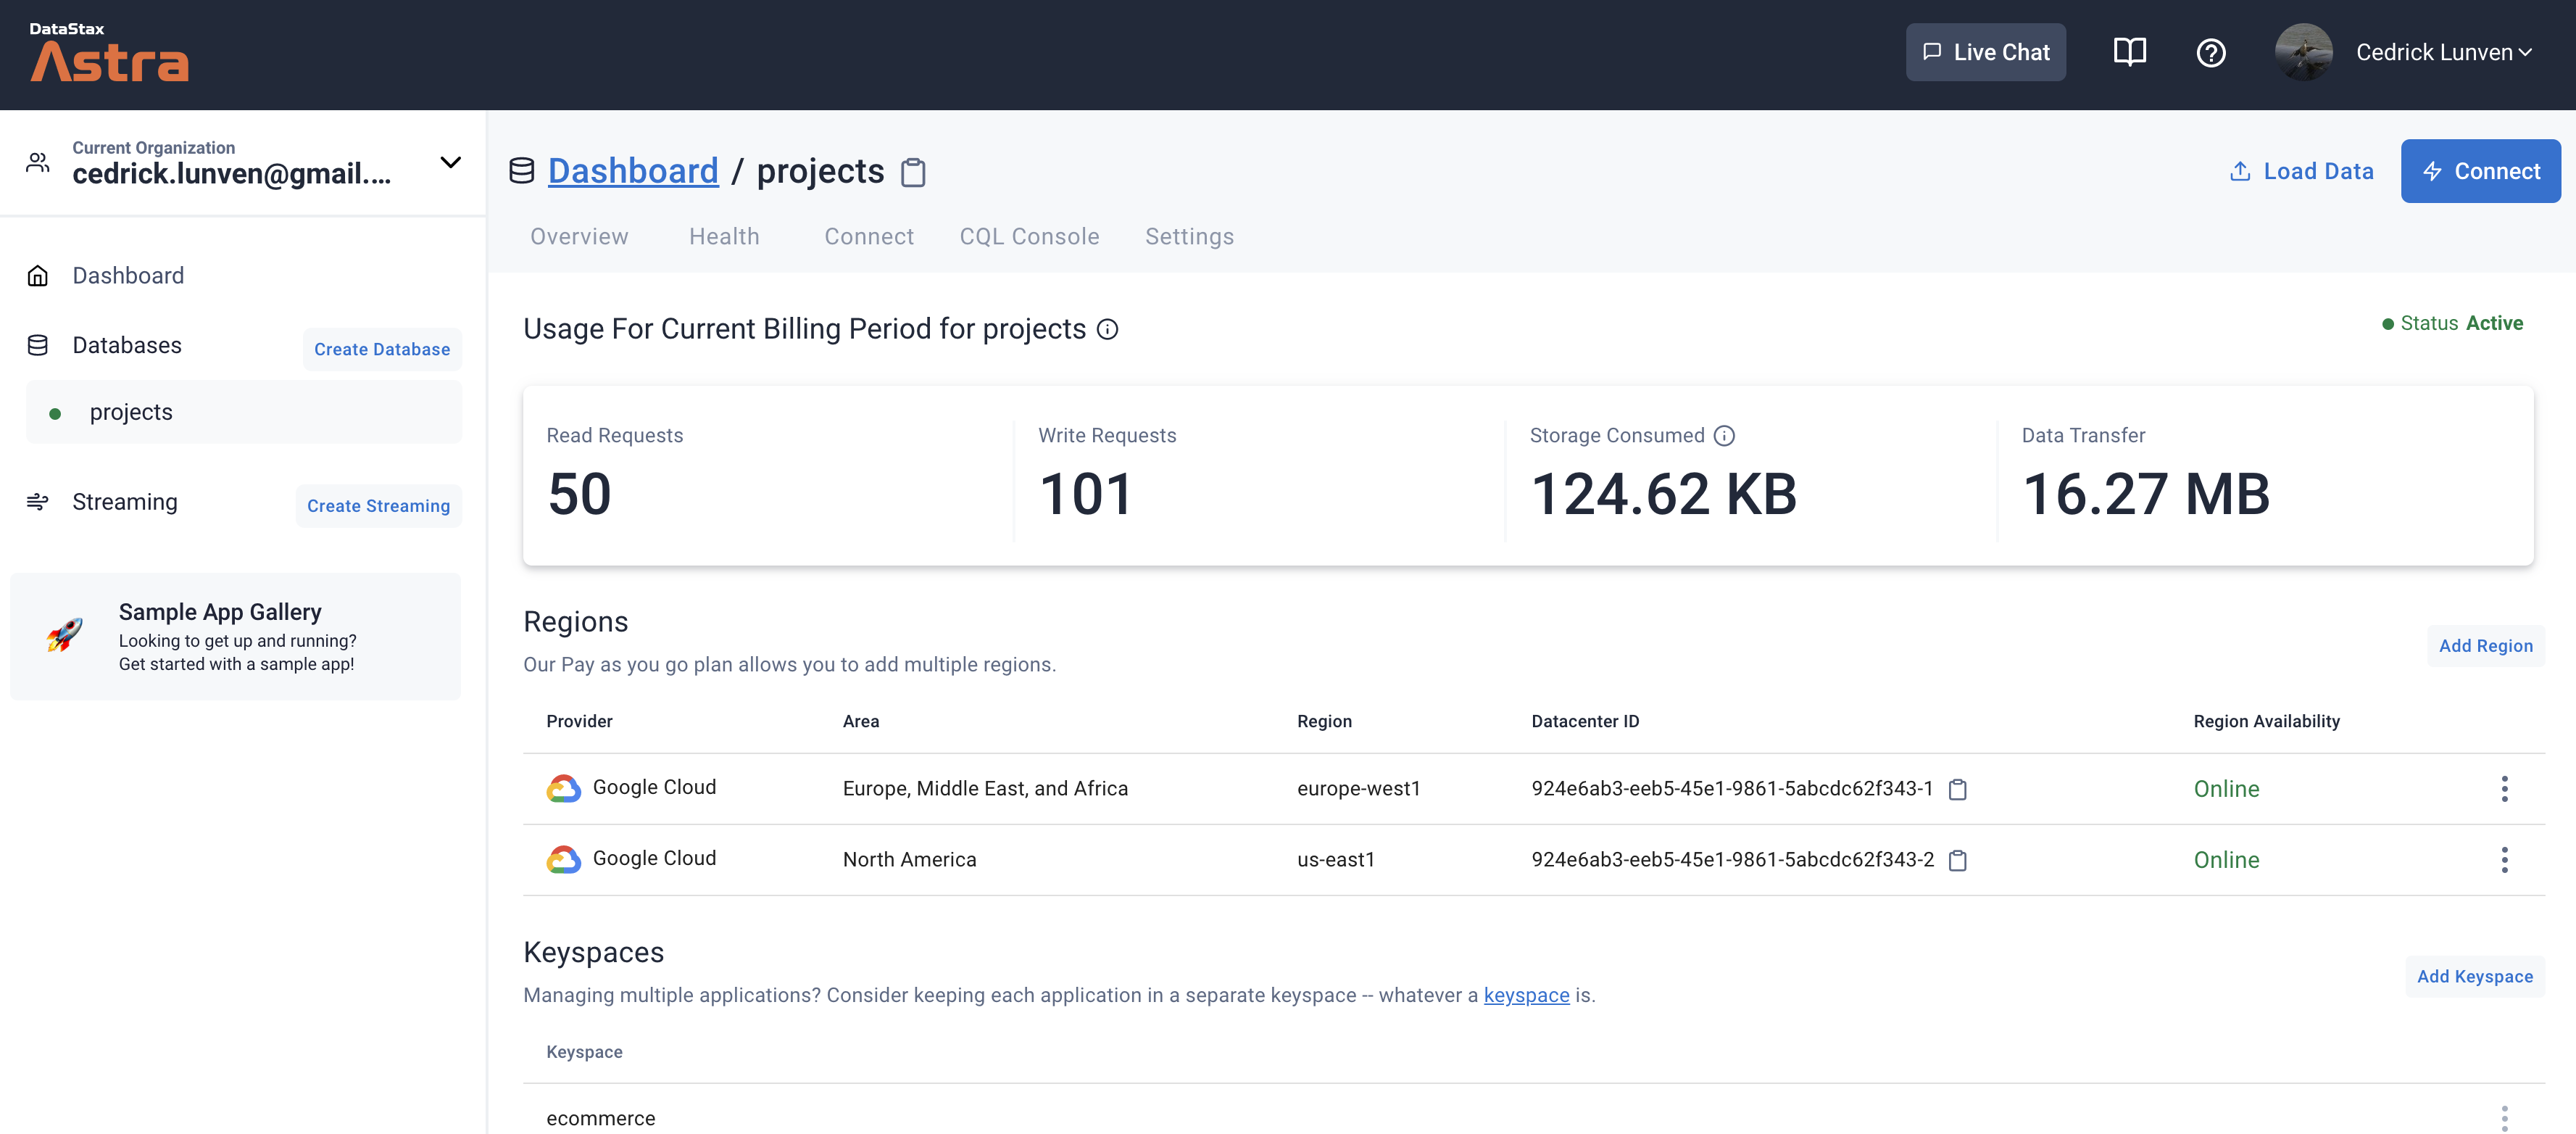 DataStax
Astra
Live Chat
Cedrick Lunven
Current Organization
cedrick.lunven@gmail....
Dashboard
Databases
Create Database
projects
Streaming
Create Streaming
Sample App Gallery
Looking to get up and running?
Get started with a sample app!
Dashboard / projects
Load Data
Connect
Overview Health Connect CQL Console Settings
Usage For Current Billing Period for projects
Status Active
Read Requests
50
Write Requests
101
Storage Consumed
124.62 KB
Data Transfer
16.27 MB
Regions
Our Pay as you go plan allows you to add multiple regions.
Add Region
Provider Area Region Datacenter ID Region Availability
Google Cloud Europe, Middle East, and Africa europe-west1 924e6ab3-eeb5-45e1-9861-5abcdc62f343-1 Online
Google Cloud North America us-east1 924e6ab3-eeb5-45e1-9861-5abcdc62f343-2 Online
Keyspaces
Managing multiple applications? Consider keeping each application in a separate keyspace -- whatever a keyspace is.
Add Keyspace
Keyspace
ecommerce